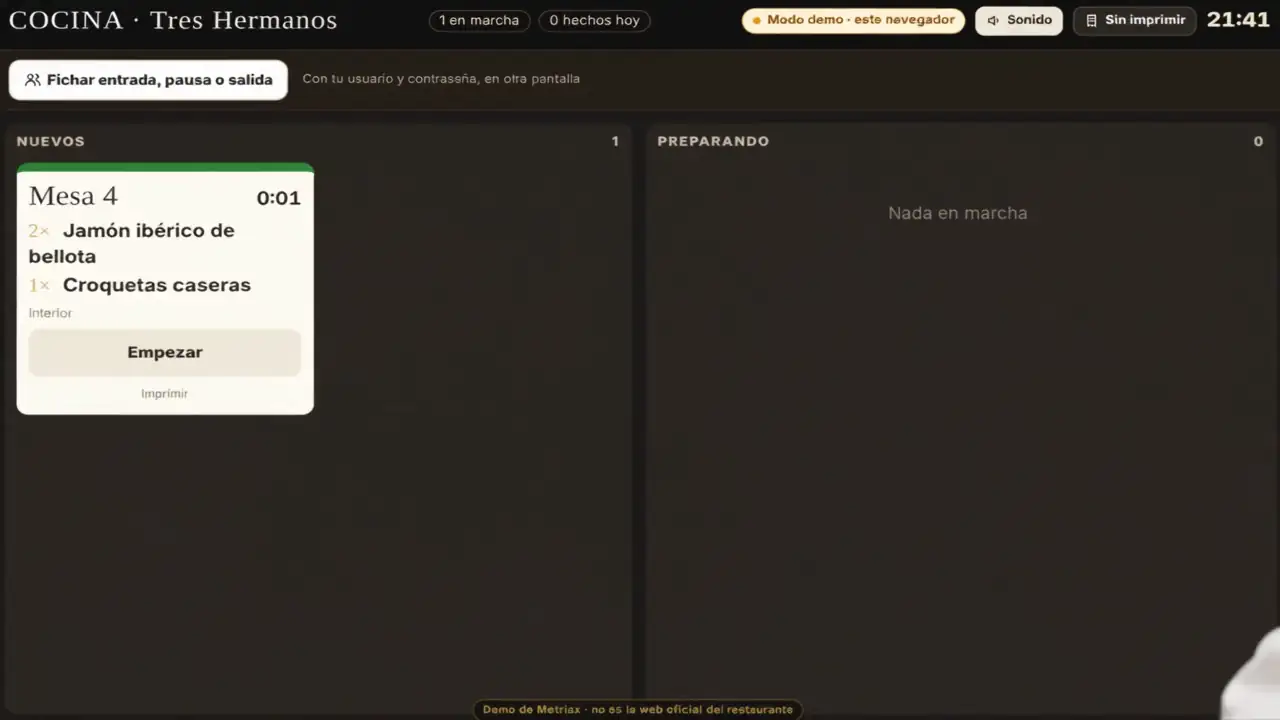 COCINA · Tres Hermanos
1 en marcha
0 hechos hoy
Modo demo · este navegador
Sonido
Sin imprimir
21:41
Fichar entrada, pausa o salida
Con tu usuario y contraseña, en otra pantalla
NUEVOS
1
PREPARANDO
0
Mesa 4
0:01
2× Jamón ibérico de
bellota
1× Croquetas caseras
Interior
Empezar
Imprimir
Nada en marcha
Demo de Metriax · no es la web oficial del restaurante